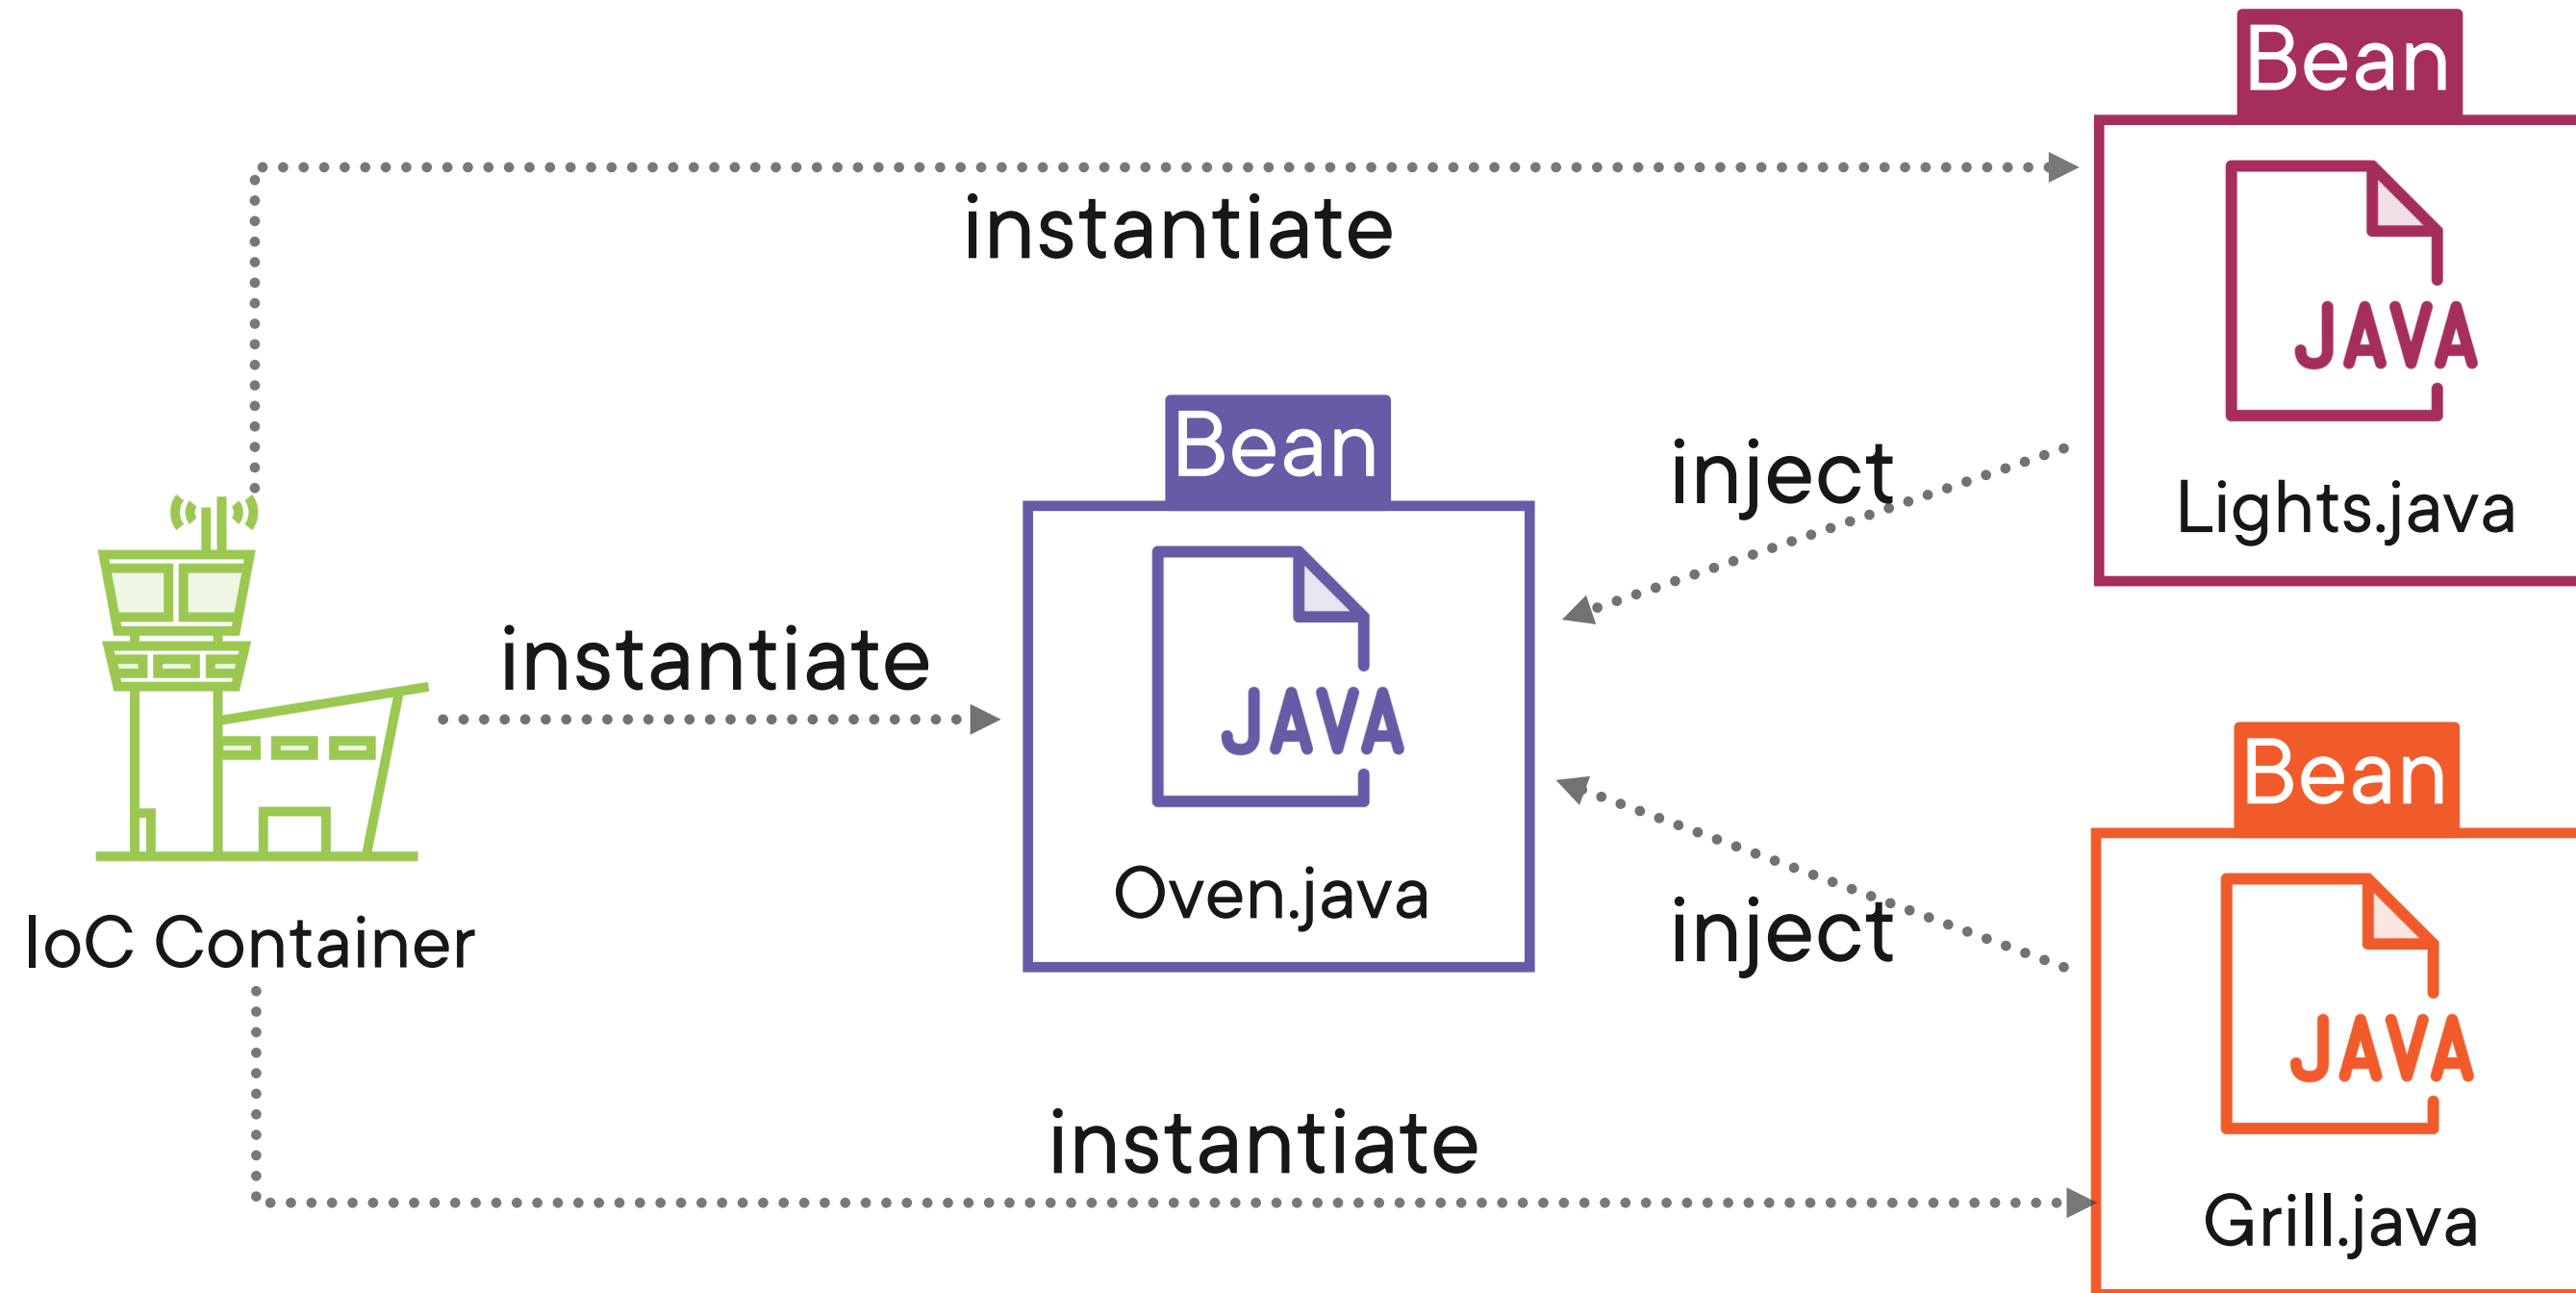 Bean
instantiate
JAVA
Lights.java
Bean
inject
instantiate
JAVA
Oven.java
IoC Container
Bean
inject
JAVA
instantiate
Grill.java